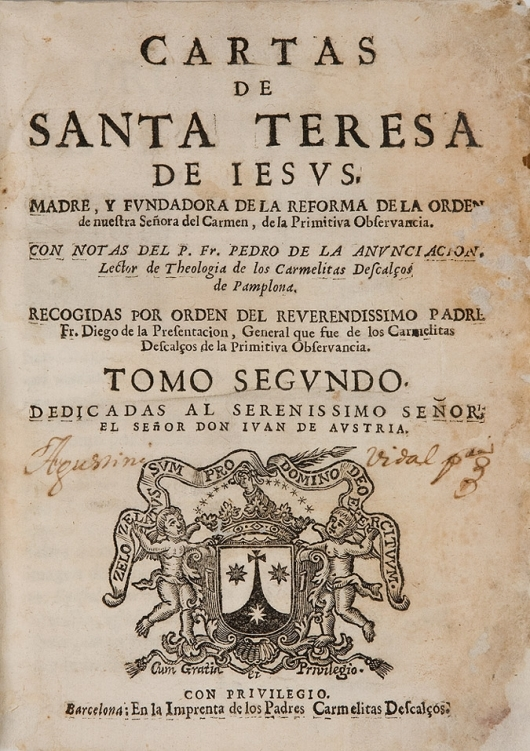 CARTAS
DE
SANTA TERESA
DE IESVS,
MADRE, Y FVNDADORA DE LA REFORMA DE LA ORDEN
de nueſtra Señora del Carmen, de la Primitiva Obſervancia.
CON NOTAS DEL P. Fr. PEDRO DE LA ANVNCIACION,
Lector de Theologia de los Carmelitas Deſcalços
de Pamplona.
RECOGIDAS POR ORDEN DEL REVERENDISSIMO PADRE
Fr. Diego de la Preſentacion, General que fue de los Carmelitas
Deſcalços de la Primitiva Obſervancia.
TOMO SEGVNDO.
DEDICADAS AL SERENISSIMO SEÑOR,
EL SEñOR DON IVAN DE AVSTRIA.
Vidal
ZELO ZELATVS SVM PRO DOMINO DEO EXERCITVVM.
Cum Gratia et Privilegio.
CON PRIVILEGIO.
Barcelona: En la Imprenta de los Padres Carmelitas Deſcalços.